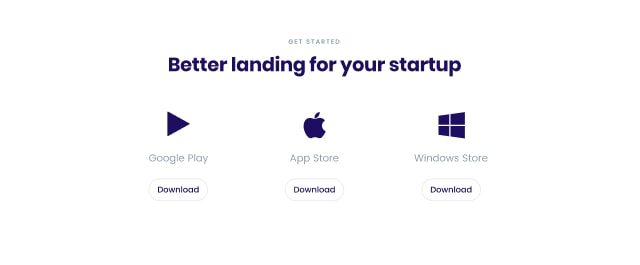 GET STARTED
Better landing for your startup
Google Play
App Store
Windows Store
Download
Download
Download